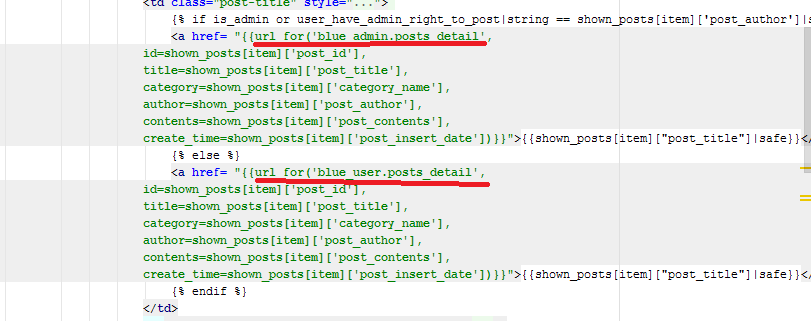 <td class="post-title" style="...">
{% if is_admin or user_have_admin_right_to_post|string == shown_posts[item]['post_author']|s
<a href= "{{url_for('blue_admin.posts_detail',
id=shown_posts[item]['post_id'],
title=shown_posts[item]['post_title'],
category=shown_posts[item]['category_name'],
author=shown_posts[item]['post_author'],
contents=shown_posts[item]['post_contents'],
create_time=shown_posts[item]['post_insert_date'])}}">{{shown_posts[item]["post_title"]|safe}}</
{% else %}
<a href= "{{url_for('blue_user.posts_detail',
id=shown_posts[item]['post_id'],
title=shown_posts[item]['post_title'],
category=shown_posts[item]['category_name'],
author=shown_posts[item]['post_author'],
contents=shown_posts[item]['post_contents'],
create_time=shown_posts[item]['post_insert_date'])}}">{{shown_posts[item]["post_title"]|safe}}</
{% endif %}
</td>